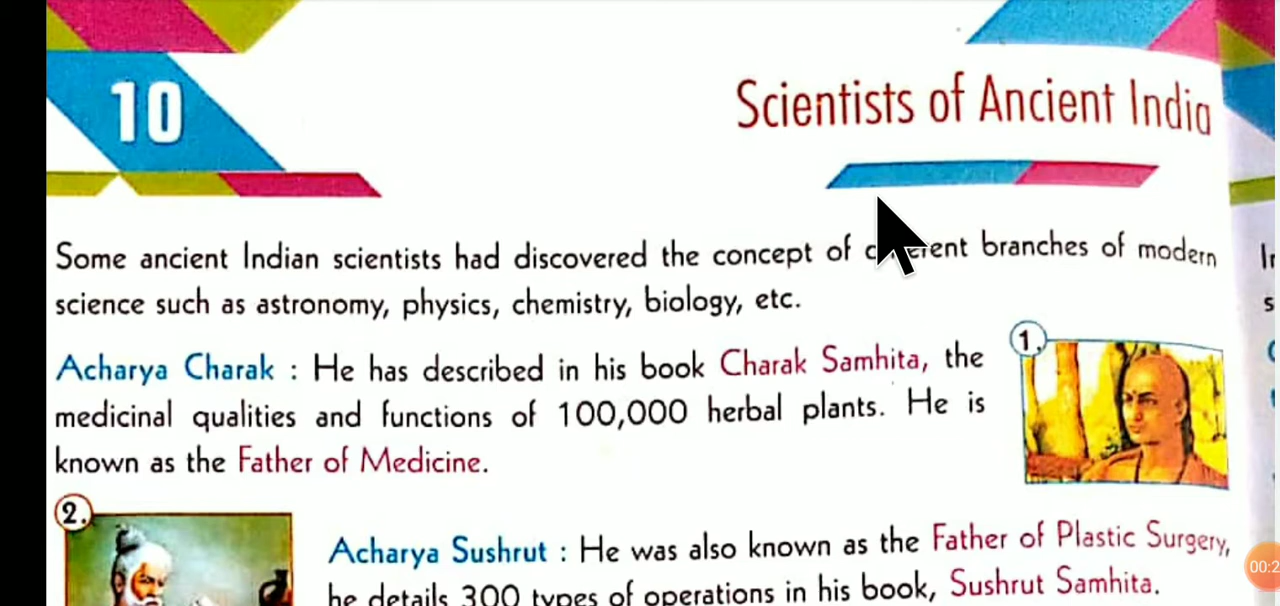 10
Scientists of Ancient India
Some ancient Indian scientists had discovered the concept of different branches of modern
science such as astronomy, physics, chemistry, biology, etc.
Acharya Charak : He has described in his book Charak Samhita, the
medicinal qualities and functions of 100,000 herbal plants. He is
known as the Father of Medicine.
1.
2.
Acharya Sushrut : He was also known as the Father of Plastic Surgery,
he details 300 types of operations in his book, Sushrut Samhita.